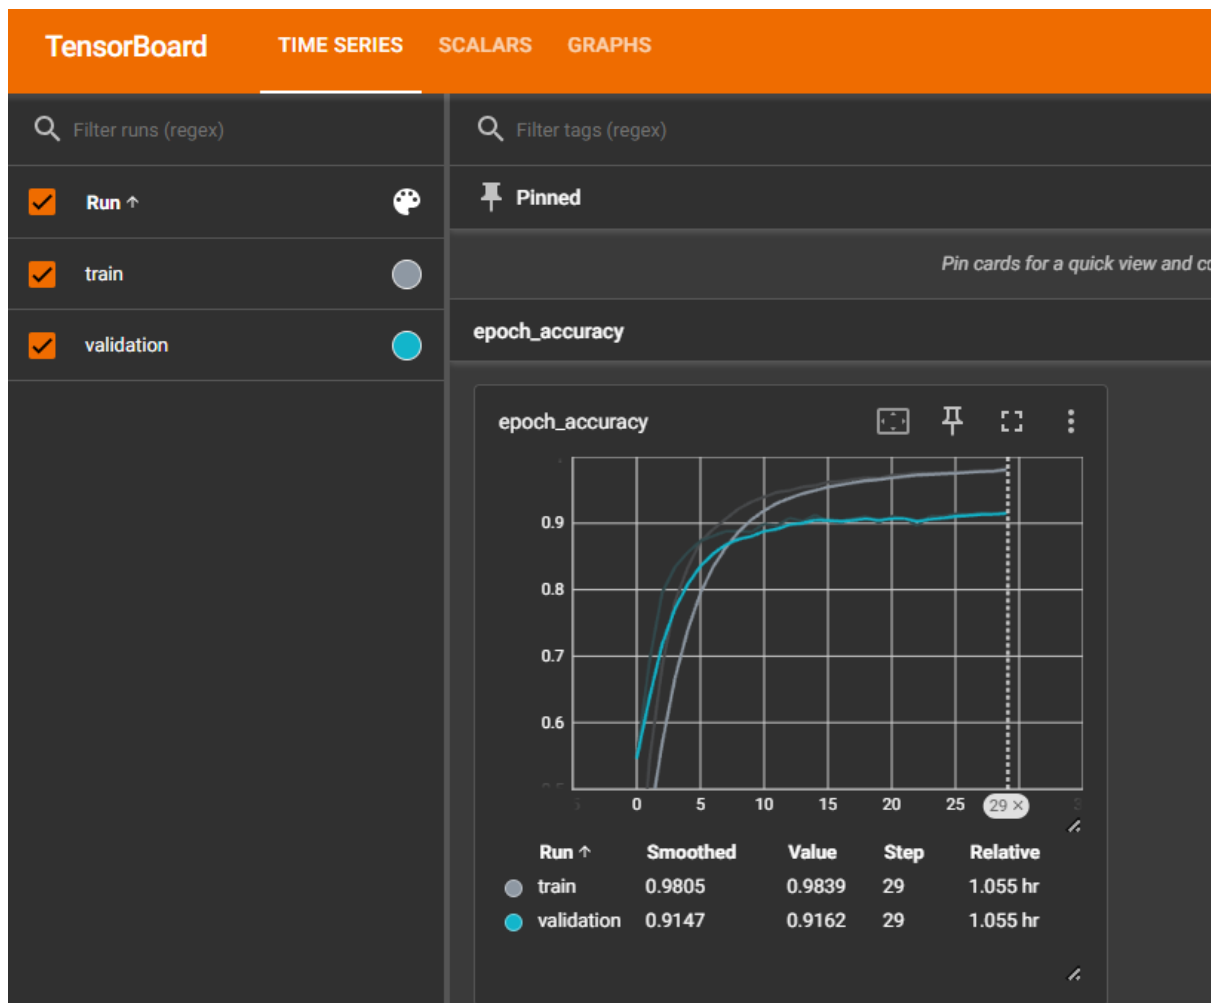 TensorBoard TIME SERIES SCALARS GRAPHS
Filter runs (regex)
Run ↑
train
validation
Filter tags (regex)
Pinned
Pin cards for a quick view and co
epoch_accuracy
epoch_accuracy
0.9
0.8
0.7
0.6
0.5
0 5 10 15 20 25 29 ×
Run ↑ Smoothed Value Step Relative
train 0.9805 0.9839 29 1.055 hr
validation 0.9147 0.9162 29 1.055 hr